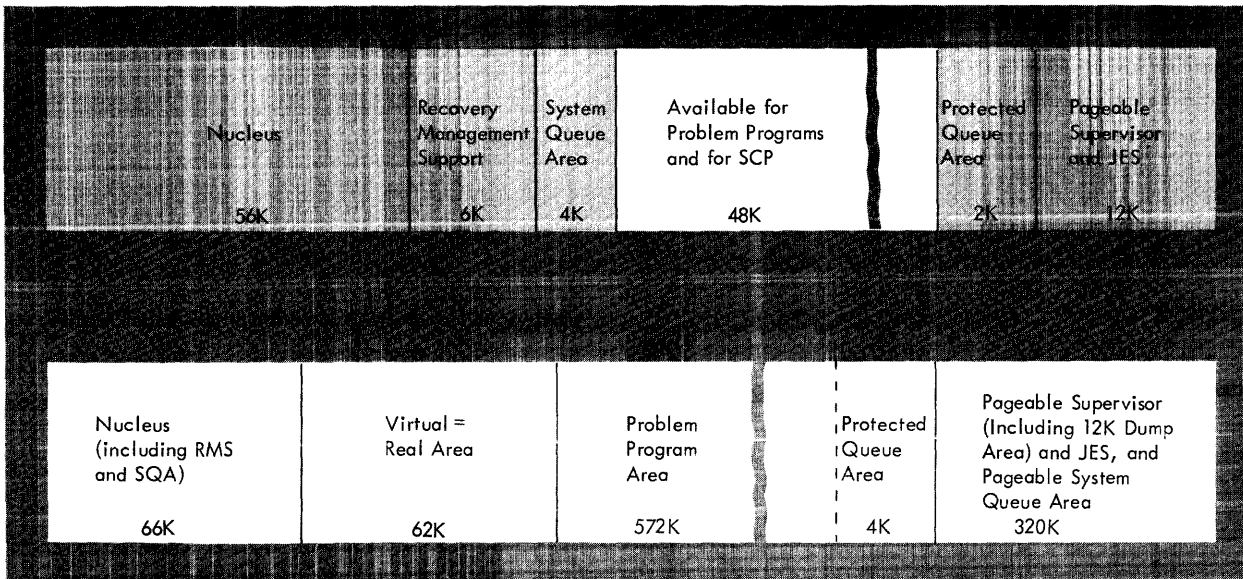 Nucleus
56K
Recovery
Management
Support
6K
System
Queue
Area
4K
Available for
Problem Programs
and for SCP
48K
Protected
Queue
Area
2K
Pageable
Supervisor
and JES
12K
Nucleus
(including RMS
and SQA)
66K
Virtual =
Real Area
62K
Problem
Program
Area
572K
Protected
Queue
Area
4K
Pageable Supervisor
(Including 12K Dump
Area) and JES, and
Pageable System
Queue Area
320K